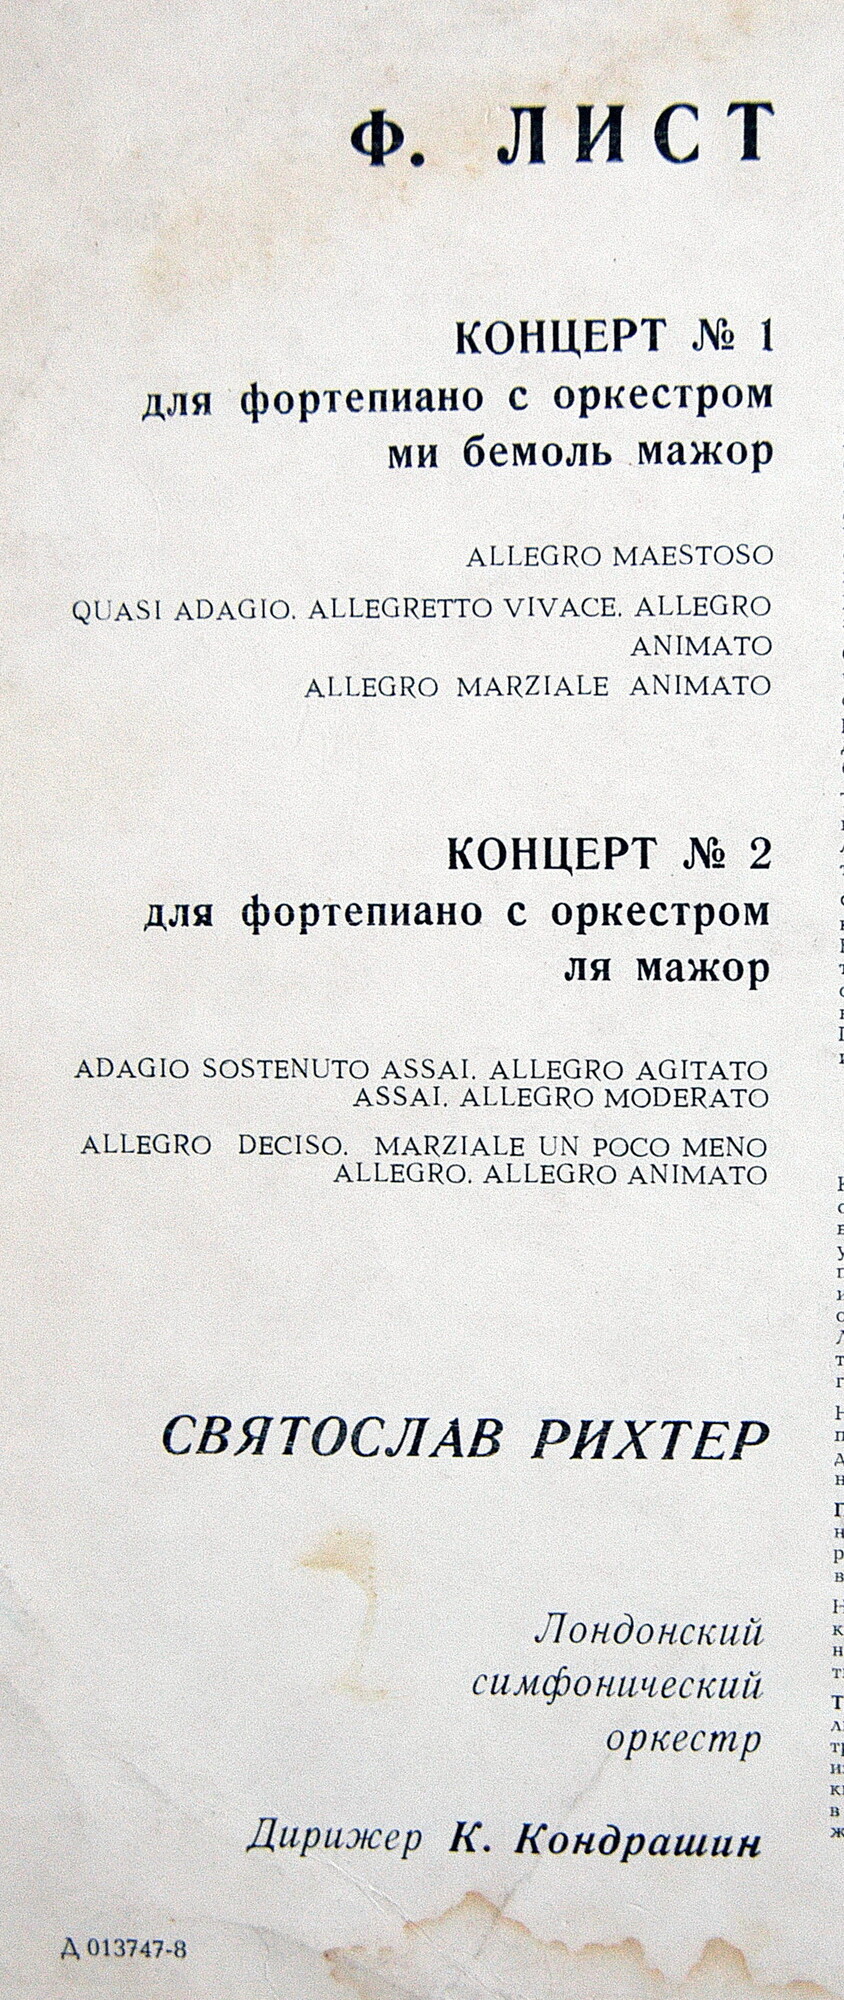 Ф. ЛИСТ
КОНЦЕРТ № 1
для фортепиано с оркестром
ми бемоль мажор
ALLEGRO MAESTOSO
QUASI ADAGIO. ALLEGRETTO VIVACE. ALLEGRO
ANIMATO
ALLEGRO MARZIALE ANIMATO
КОНЦЕРТ № 2
для фортепиано с оркестром
ля мажор
ADAGIO SOSTENUTO ASSAI. ALLEGRO AGITATO
ASSAI. ALLEGRO MODERATO
ALLEGRO DECISO. MARZIALE UN POCO MENO
ALLEGRO. ALLEGRO ANIMATO
СВЯТОСЛАВ РИХТЕР
Лондонский
симфонический
оркестр
Дирижер К. Кондрашин
Д 013747-8